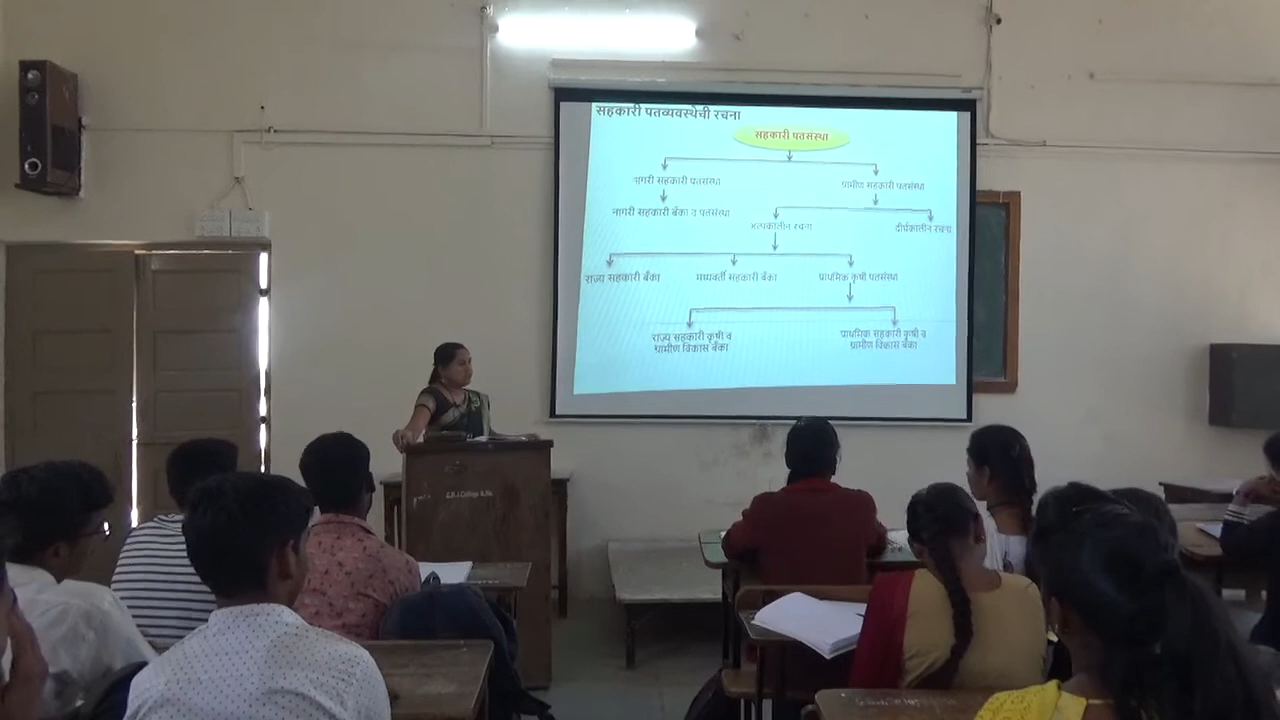 सहकारी पतव्यवस्थेची रचना
सहकारी पतसंस्था
नागरी सहकारी पतसंस्था
ग्रामीण सहकारी पतसंस्था
नागरी सहकारी बँका व पतसंस्था
अल्पकालीन रचना
दीर्घकालीन रचना
राज्य सहकारी बँका
मध्यवर्ती सहकारी बँका
प्राथमिक कृषी पतसंस्था
राज्य सहकारी कृषी व
ग्रामीण विकास बँका
प्राथमिक सहकारी कृषी व
ग्रामीण विकास बँका